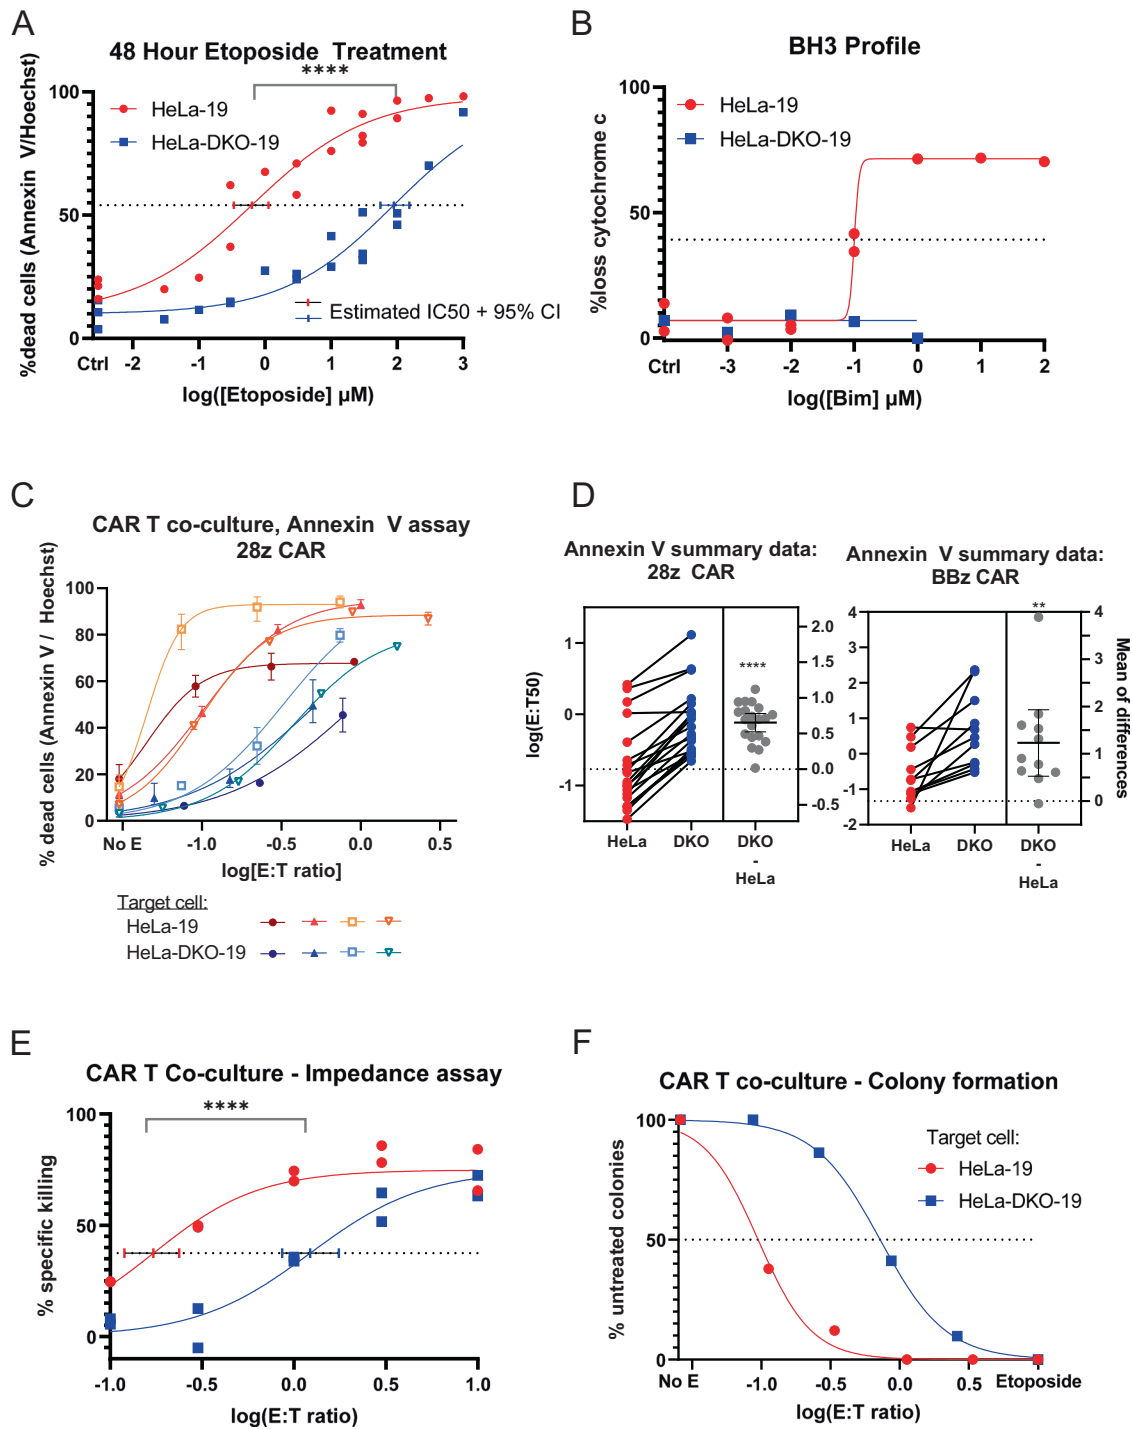 A
48 Hour Etoposide Treatment
****
%dead cells (Annexin V/Hoechst)
100
50
0
HeLa-19
HeLa-DKO-19
Estimated IC50 + 95% CI
Ctrl -2 -1 0 1 2 3
log([Etoposide] µM)
B
BH3 Profile
%loss cytochrome c
100
50
0
HeLa-19
HeLa-DKO-19
Ctrl -3 -2 -1 0 1 2
log([Bim] µM)
C
CAR T co-culture, Annexin V assay
28z CAR
% dead cells (Annexin V / Hoechst)
100
80
60
40
20
0
No E -1.0 -0.5 0.0 0.5
log[E:T ratio]
Target cell:
HeLa-19
HeLa-DKO-19
D
Annexin V summary data:
28z CAR
log(E:T50)
1
0
-1
****
2.0
1.5
1.0
0.5
0.0
-0.5
HeLa DKO DKO
-
HeLa
Annexin V summary data:
BBz CAR
4
3
2
1
0
-1
-2
**
4
3
2
1
0
Mean of differences
HeLa DKO DKO
-
HeLa
E
CAR T Co-culture - Impedance assay
****
% specific killing
100
50
0
-1.0 -0.5 0.0 0.5 1.0
log(E:T ratio)
F
CAR T co-culture - Colony formation
% untreated colonies
100
50
0
Target cell:
HeLa-19
HeLa-DKO-19
No E -1.0 -0.5 0.0 0.5 Etoposide
log(E:T ratio)